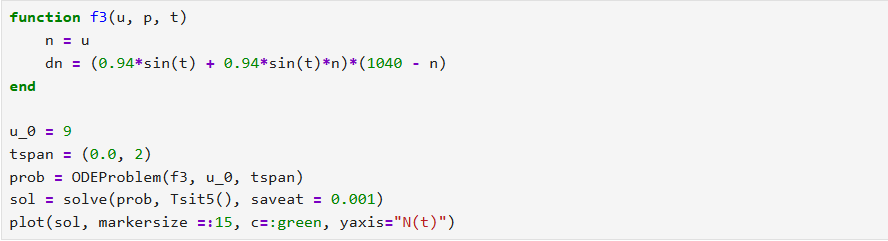 function f3(u, p, t)
    n = u
    dn = (0.94*sin(t) + 0.94*sin(t)*n)*(1040 - n)
end

u_0 = 9
tspan = (0.0, 2)
prob = ODEProblem(f3, u_0, tspan)
sol = solve(prob, Tsit5(), saveat = 0.001)
plot(sol, markersize =:15, c=:green, yaxis="N(t)")